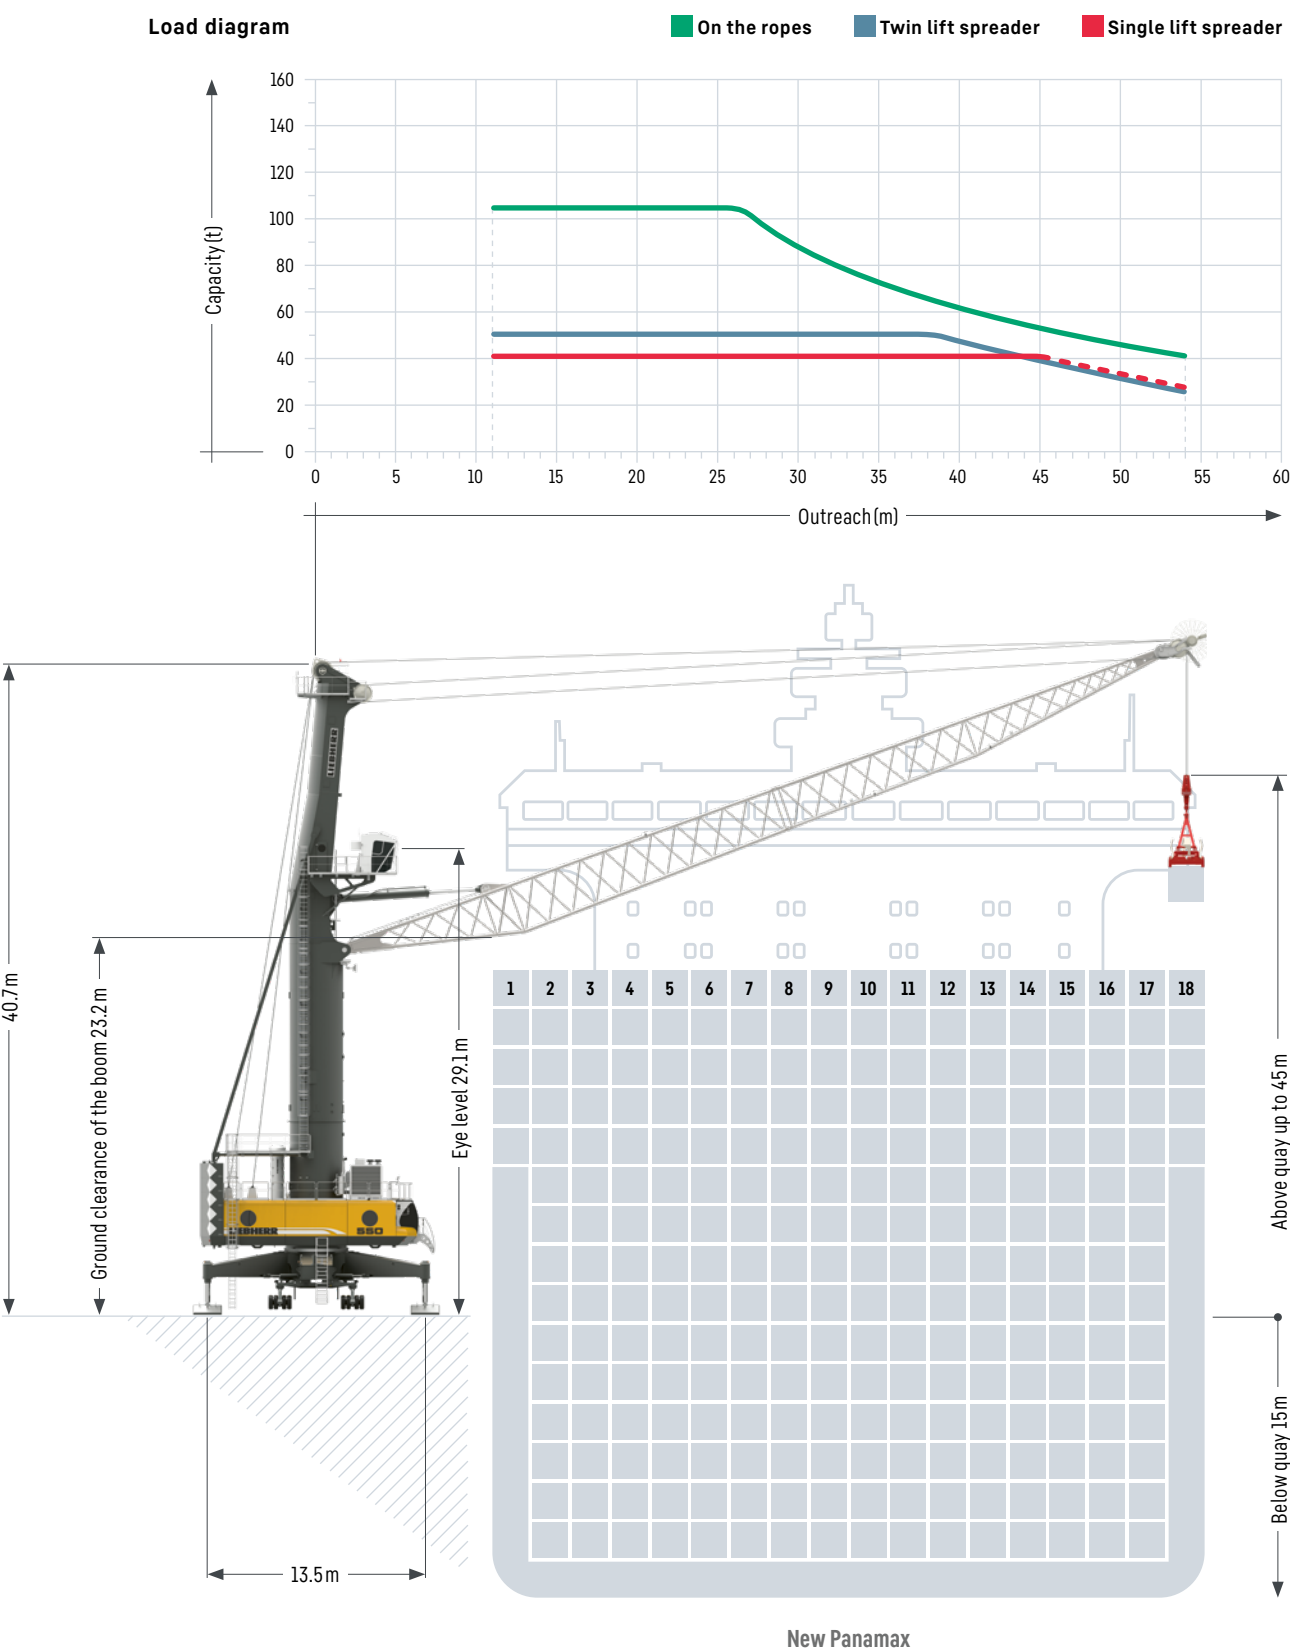 Load diagram
On the ropes
Twin lift spreader
Single lift spreader
160
140
120
100
80
60
40
20
0
Capacity (t)
0 5 10 15 20 25 30 35 40 45 50 55 60
Outreach (m)
40.7 m
Ground clearance of the boom 23.2 m
Eye level 29.1 m
1 2 3 4 5 6 7 8 9 10 11 12 13 14 15 16 17 18
Above quay up to 45 m
LIEBHERR
550
Below quay 15 m
13.5 m
New Panamax